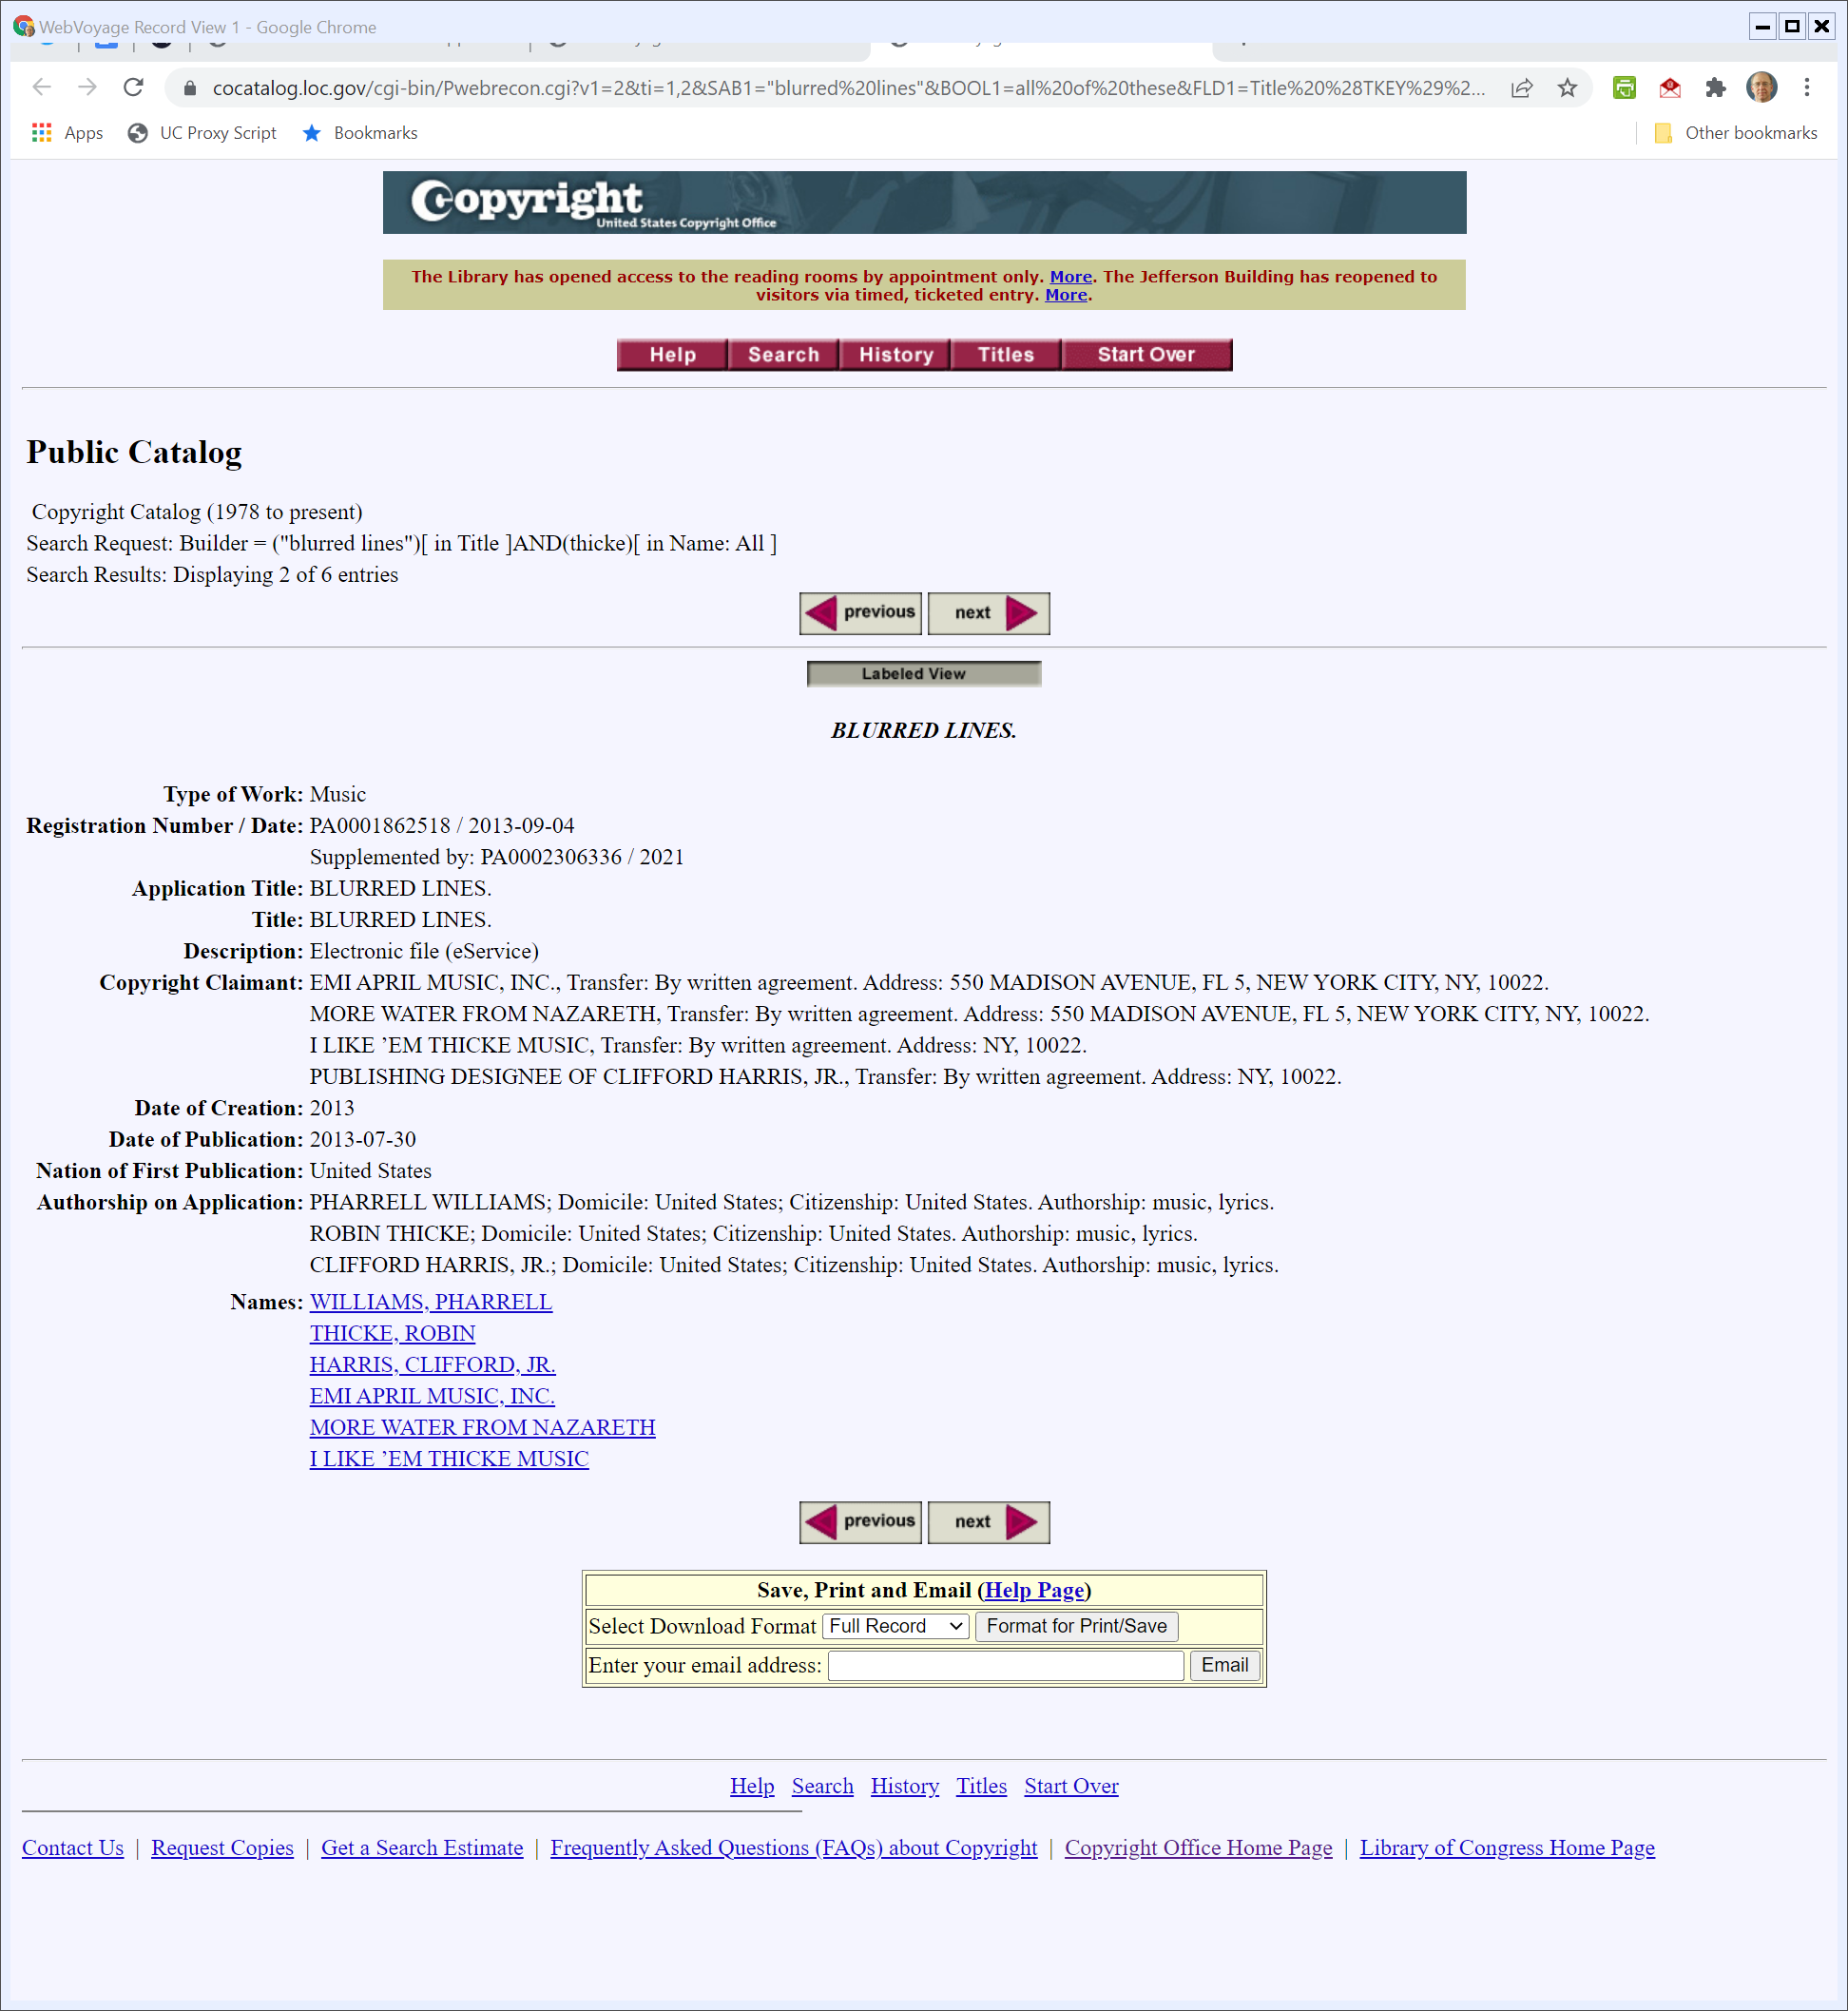 WebVoyage Record View 1 - Google Chrome
cocatalog.loc.gov/cgi-bin/Pwebrecon.cgi?v1=2&ti=1,2&SAB1="blurred%20lines"&BOOL1=all%20of%20these&FLD1=Title%20%28TKEY%29%2...
Apps UC Proxy Script Bookmarks Other bookmarks
Copyright
United States Copyright Office
The Library has opened access to the reading rooms by appointment only. More. The Jefferson Building has reopened to
visitors via timed, ticketed entry. More.
Help Search History Titles Start Over
Public Catalog
Copyright Catalog (1978 to present)
Search Request: Builder = ("blurred lines")[ in Title ]AND(thicke)[ in Name: All ]
Search Results: Displaying 2 of 6 entries
previous next
Labeled View
BLURRED LINES.
Type of Work: Music
Registration Number / Date: PA0001862518 / 2013-09-04
Supplemented by: PA0002306336 / 2021
Application Title: BLURRED LINES.
Title: BLURRED LINES.
Description: Electronic file (eService)
Copyright Claimant: EMI APRIL MUSIC, INC., Transfer: By written agreement. Address: 550 MADISON AVENUE, FL 5, NEW YORK CITY, NY, 10022.
MORE WATER FROM NAZARETH, Transfer: By written agreement. Address: 550 MADISON AVENUE, FL 5, NEW YORK CITY, NY, 10022.
I LIKE ’EM THICKE MUSIC, Transfer: By written agreement. Address: NY, 10022.
PUBLISHING DESIGNEE OF CLIFFORD HARRIS, JR., Transfer: By written agreement. Address: NY, 10022.
Date of Creation: 2013
Date of Publication: 2013-07-30
Nation of First Publication: United States
Authorship on Application: PHARRELL WILLIAMS; Domicile: United States; Citizenship: United States. Authorship: music, lyrics.
ROBIN THICKE; Domicile: United States; Citizenship: United States. Authorship: music, lyrics.
CLIFFORD HARRIS, JR.; Domicile: United States; Citizenship: United States. Authorship: music, lyrics.
Names: WILLIAMS, PHARRELL
THICKE, ROBIN
HARRIS, CLIFFORD, JR.
EMI APRIL MUSIC, INC.
MORE WATER FROM NAZARETH
I LIKE ’EM THICKE MUSIC
previous next
Save, Print and Email (Help Page)
Select Download Format Full Record Format for Print/Save
Enter your email address: Email
Help Search History Titles Start Over
Contact Us | Request Copies | Get a Search Estimate | Frequently Asked Questions (FAQs) about Copyright | Copyright Office Home Page | Library of Congress Home Page